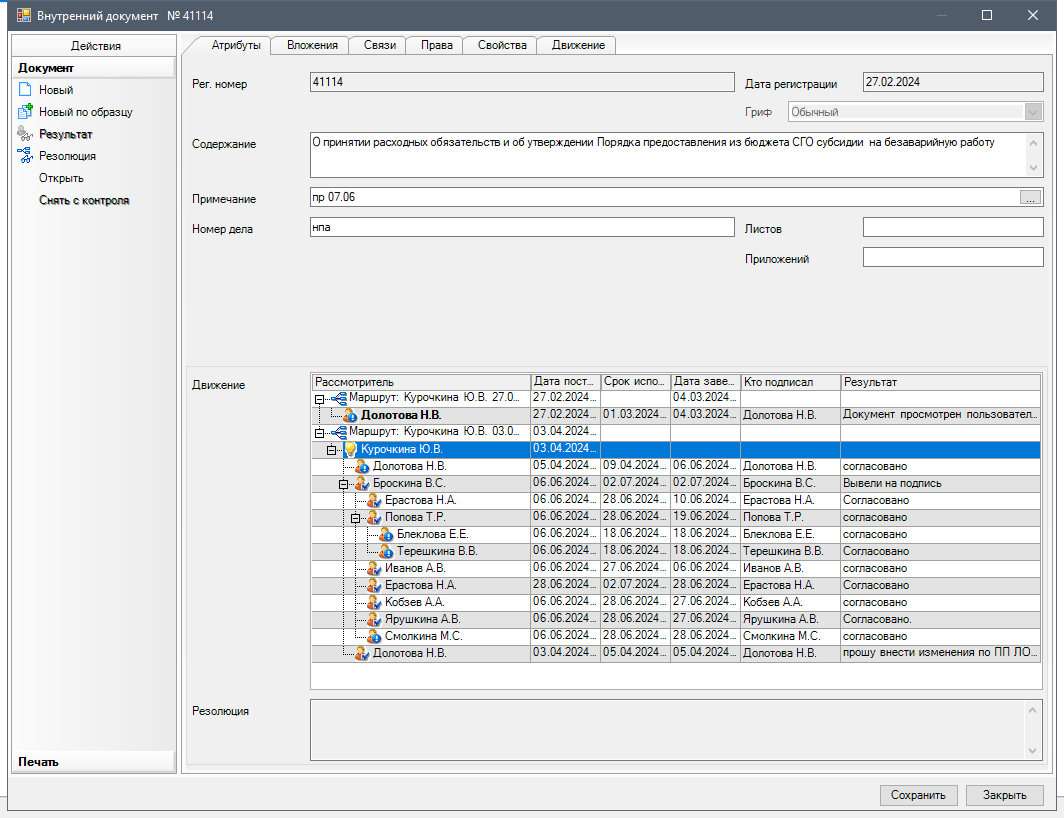 Внутренний документ № 41114
Действия
Документ
Новый
Новый по образцу
Результат
Резолюция
Открыть
Снять с контроля
Печать
Атрибуты Вложения Связи Права Свойства Движение
Рег. номер 41114 Дата регистрации 27.02.2024
Гриф Обычный
Содержание О принятии расходных обязательств и об утверждении Порядка предоставления из бюджета СГО субсидии на безаварийную работу
Примечание пр 07.06 ...
Номер дела нпа Листов
Приложений
Движение
Рассмотритель Дата пост... Срок испо... Дата заве... Кто подписал Результат
Маршрут: Курочкина Ю.В. 27.0... 27.02.2024... 04.03.2024...
Долотова Н.В. 27.02.2024... 01.03.2024... 04.03.2024... Долотова Н.В. Документ просмотрен пользовател...
Маршрут: Курочкина Ю.В. 03.0... 03.04.2024...
Курочкина Ю.В. 03.04.2024...
Долотова Н.В. 05.04.2024... 09.04.2024... 06.06.2024... Долотова Н.В. согласовано
Броскина В.С. 06.06.2024... 02.07.2024... 02.07.2024... Броскина В.С. Вывели на подпись
Ерастова Н.А. 06.06.2024... 28.06.2024... 10.06.2024... Ерастова Н.А. Согласовано
Попова Т.Р. 06.06.2024... 28.06.2024... 19.06.2024... Попова Т.Р. согласовано
Блеклова Е.Е. 06.06.2024... 18.06.2024... 18.06.2024... Блеклова Е.Е. согласовано
Терешкина В.В. 06.06.2024... 18.06.2024... 18.06.2024... Терешкина В.В. Согласовано
Иванов А.В. 06.06.2024... 27.06.2024... 06.06.2024... Иванов А.В. согласовано
Ерастова Н.А. 28.06.2024... 02.07.2024... 28.06.2024... Ерастова Н.А. Согласовано
Кобзев А.А. 06.06.2024... 28.06.2024... 27.06.2024... Кобзев А.А. согласовано
Ярушкина А.В. 06.06.2024... 28.06.2024... 27.06.2024... Ярушкина А.В. Согласовано.
Смолкина М.С. 06.06.2024... 28.06.2024... 28.06.2024... Смолкина М.С. согласовано
Долотова Н.В. 03.04.2024... 05.04.2024... 05.04.2024... Долотова Н.В. прошу внести изменения по ПП ЛО...
Резолюция
Сохранить Закрыть